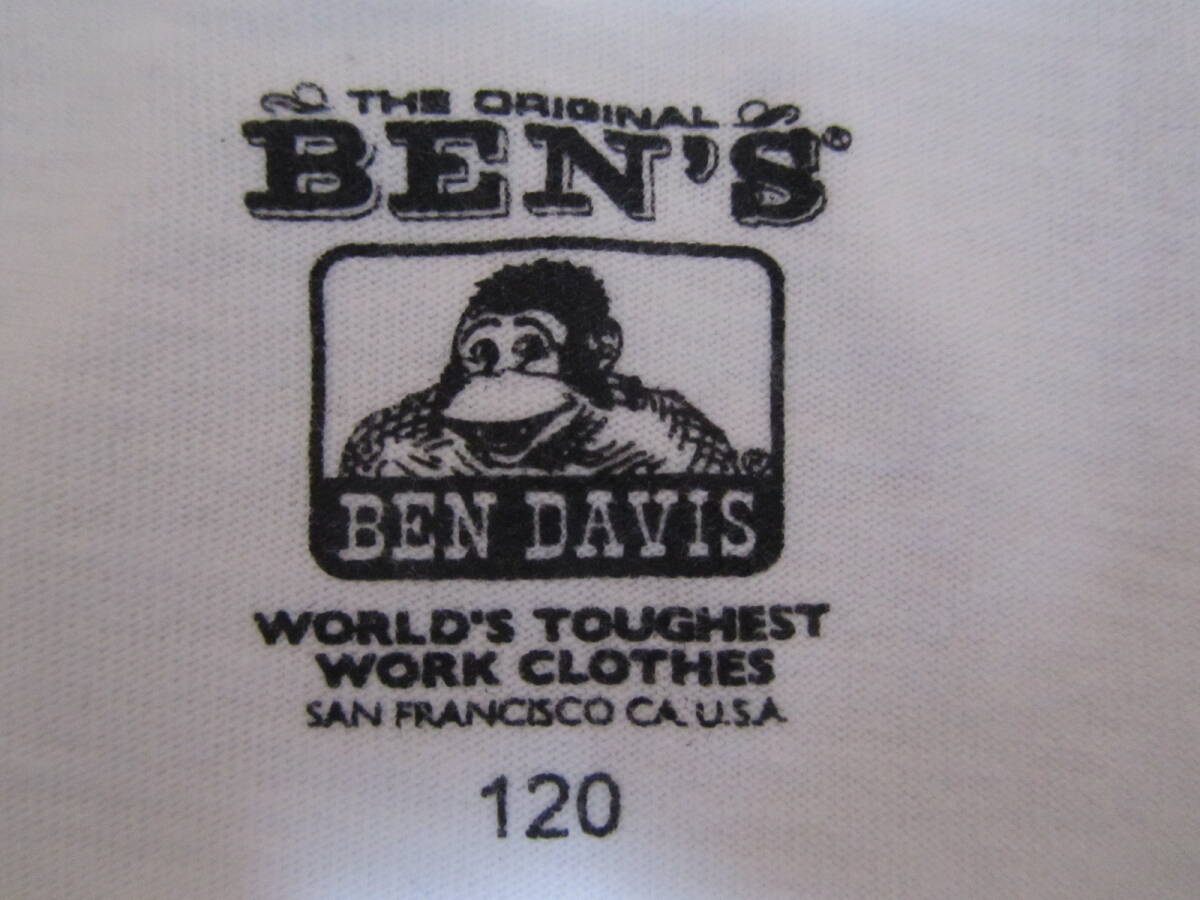 THE ORIGINAL
BEN'S®
BEN DAVIS
WORLD'S TOUGHEST
WORK CLOTHES
SAN FRANCISCO CA. U.S.A.
120